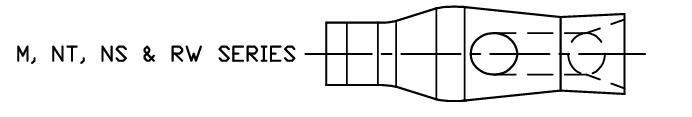 M, NT, NS & RW SERIES